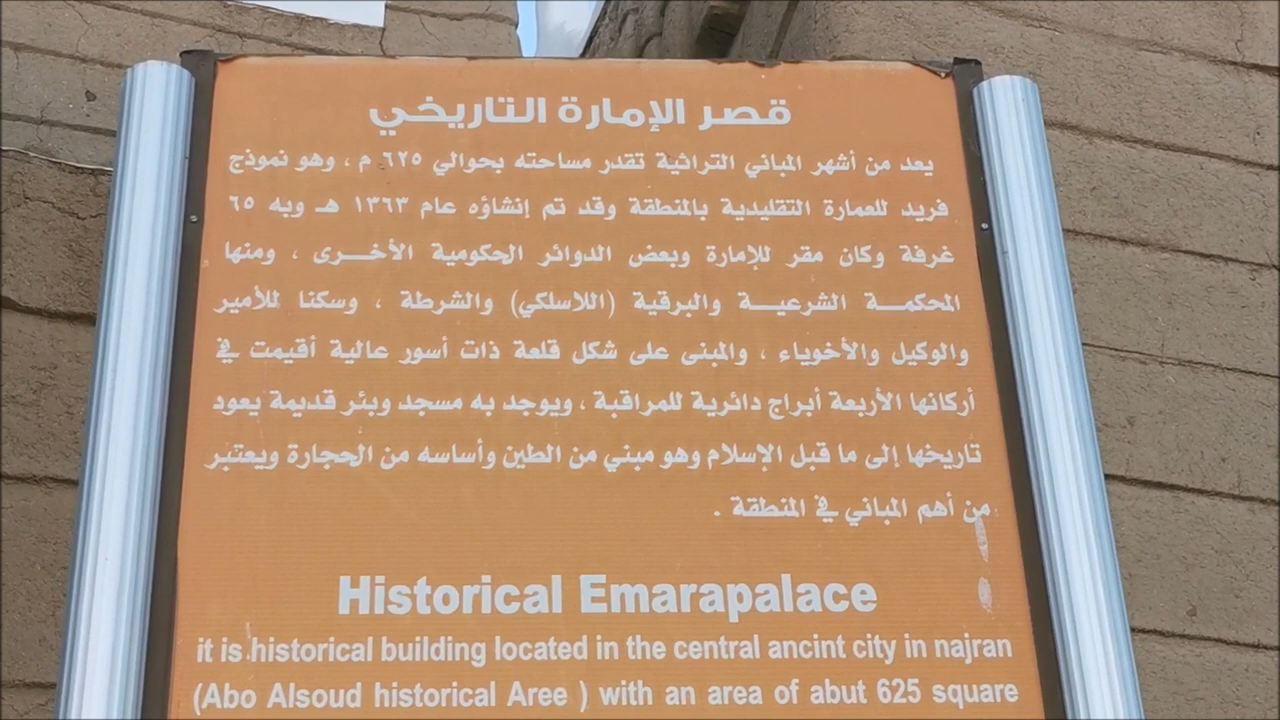 قصر الإمارة التاريخي
يعد من أشهر المباني التراثية تقدر مساحته بحوالي ٦٢٥ م ، وهو نموذج
فريد للعمارة التقليدية بالمنطقة وقد تم إنشاؤه عام ١٣٦٣ هـ وبه ٦٥
غرفة وكان مقر للإمارة وبعض الدوائر الحكومية الأخرى ، ومنها
المحكمة الشرعية والبرقية (اللاسلكي) والشرطة ، وسكنا للأمير
والوكيل والأخوياء ، والمبنى على شكل قلعة ذات أسور عالية أقيمت في
أركانها الأربعة أبراج دائرية للمراقبة ، ويوجد به مسجد وبئر قديمة يعود
تاريخها إلى ما قبل الإسلام وهو مبني من الطين وأساسه من الحجارة ويعتبر
من أهم المباني في المنطقة .
Historical Emarapalace
it is historical building located in the central ancint city in najran
(Abo Alsoud historical Aree ) with an area of abut 625 square